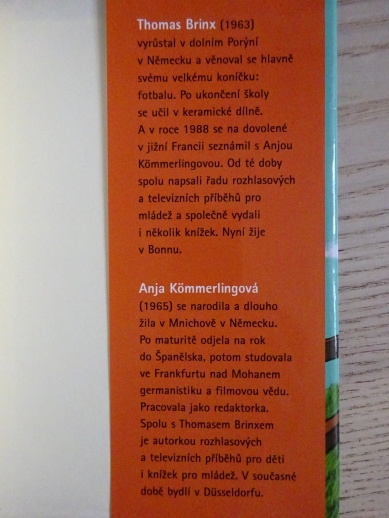 Thomas Brinx (1963)
vyrůstal v dolním Porýní
v Německu a věnoval se hlavně
svému velkému koníčku:
fotbalu. Po ukončení školy
se učil v keramické dílně.
A v roce 1988 se na dovolené
v jižní Francii seznámil s Anjou
Kömmerlingovou. Od té doby
spolu napsali řadu rozhlasových
a televizních příběhů pro
mládež a společně vydali
i několik knížek. Nyní žije
v Bonnu.
Anja Kömmerlingová
(1965) se narodila a dlouho
žila v Mnichově v Německu.
Po maturitě odjela na rok
do Španělska, potom studovala
ve Frankfurtu nad Mohanem
germanistiku a filmovou vědu.
Pracovala jako redaktorka.
Spolu s Thomasem Brinxem
je autorkou rozhlasových
a televizních příběhů pro děti
i knížek pro mládež. V současné
době bydlí v Düsseldorfu.